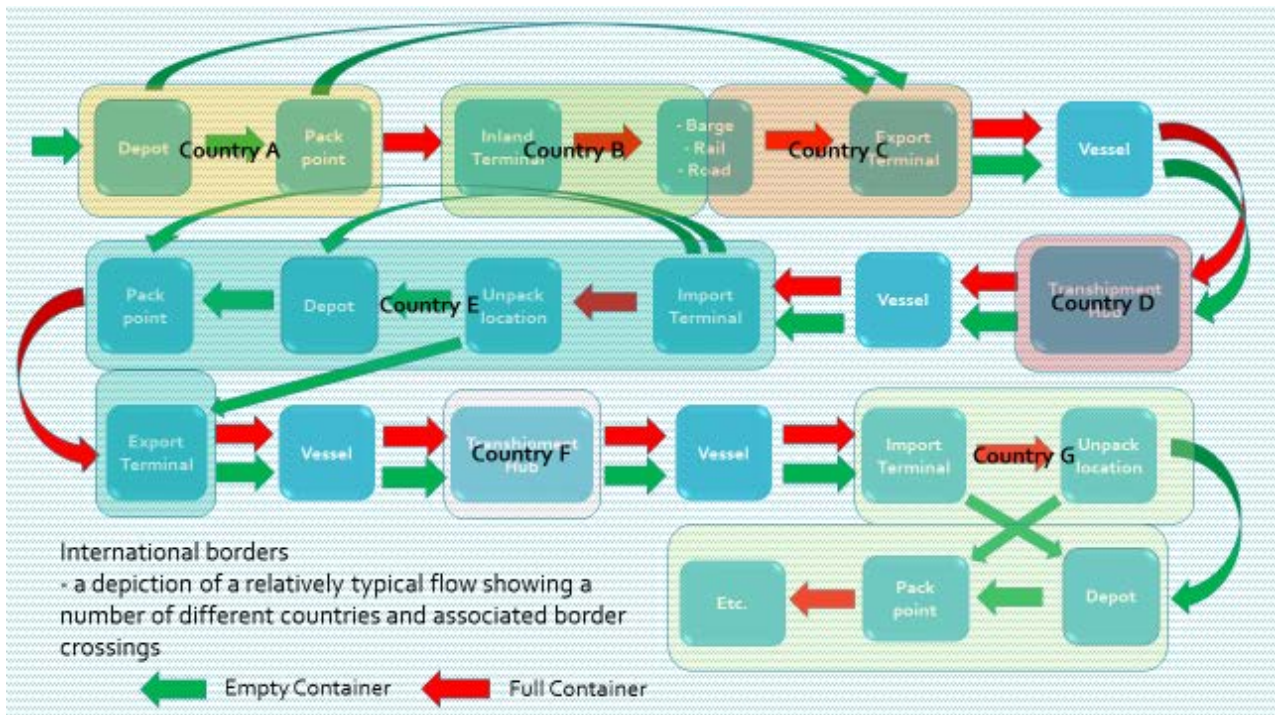 Depot
Country A
Pack
point
Inland
Terminal
Country B
- Barge
- Rail
- Road
Country C
Export
Terminal
Vessel
Pack
point
Depot
Country E
Unpack
location
Import
Terminal
Vessel
Transhipment
Hub
Country D
Export
Terminal
Vessel
Transhipment
Hub
Country F
Vessel
Import
Terminal
Country G
Unpack
location
Etc.
Pack
point
Depot
International borders
- a depiction of a relatively typical flow showing a
number of different countries and associated border
crossings
Empty Container
Full Container